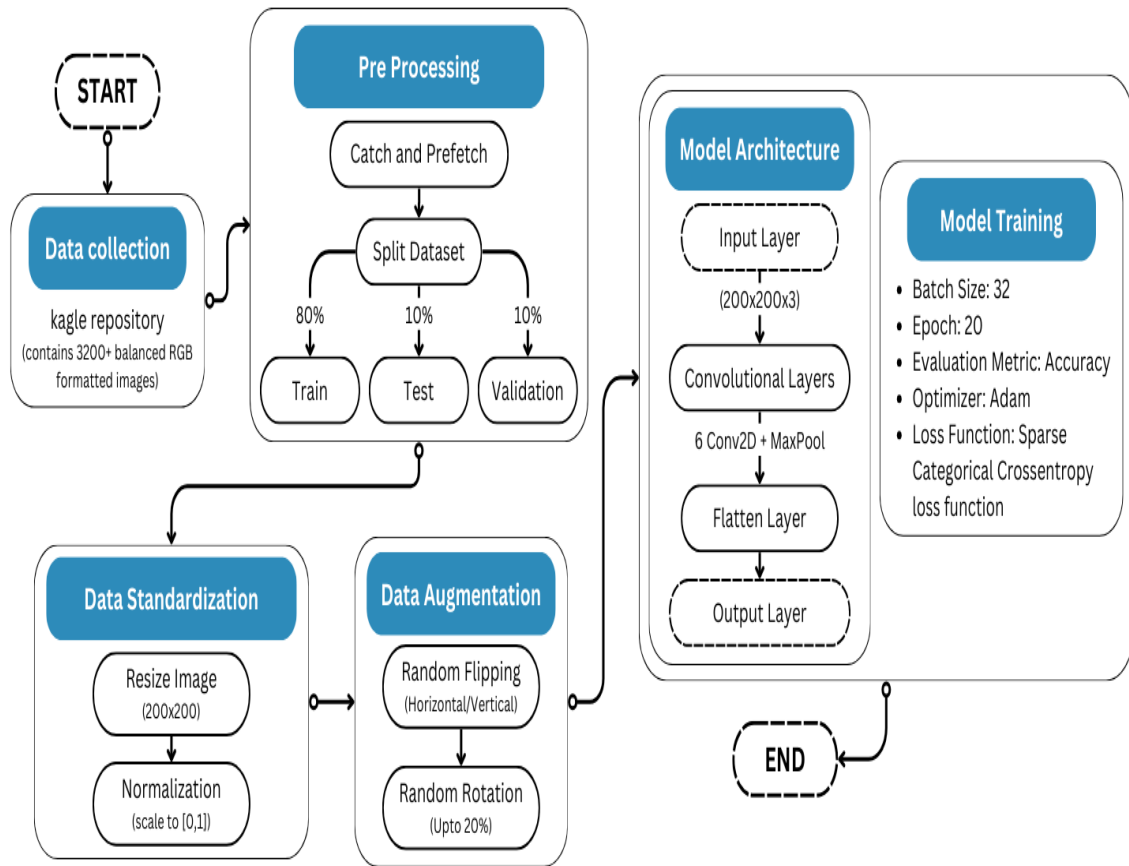 START
Data collection
kagle repository
(contains 3200+ balanced RGB
formatted images)
Pre Processing
Catch and Prefetch
Split Dataset
80%
10%
10%
Train
Test
Validation
Data Standardization
Resize Image
(200x200)
Normalization
(scale to [0,1])
Data Augmentation
Random Flipping
(Horizontal/Vertical)
Random Rotation
(Upto 20%)
Model Architecture
Input Layer
(200x200x3)
Convolutional Layers
6 Conv2D + MaxPool
Flatten Layer
Output Layer
Model Training
• Batch Size: 32
• Epoch: 20
• Evaluation Metric: Accuracy
• Optimizer: Adam
• Loss Function: Sparse
Categorical Crossentropy
loss function
END